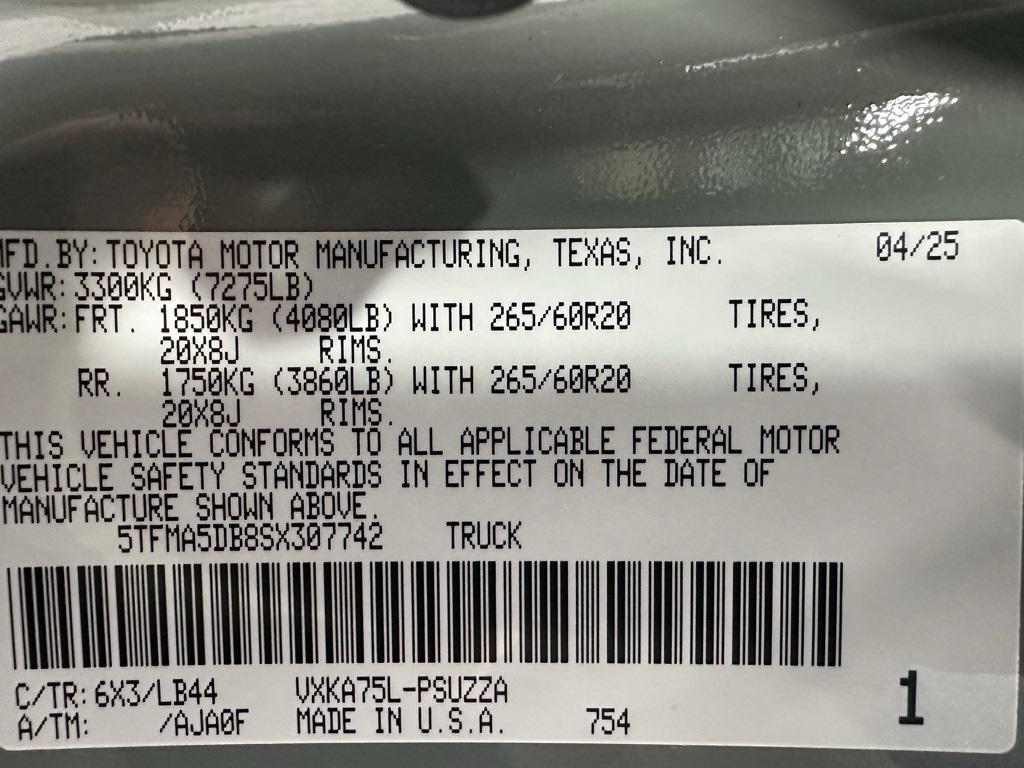 MFD. BY: TOYOTA MOTOR MANUFACTURING, TEXAS, INC. 04/25
GVWR: 3300KG (7275LB)
GAWR: FRT. 1850KG (4080LB) WITH 265/60R20 TIRES,
20X8J RIMS.
RR. 1750KG (3860LB) WITH 265/60R20 TIRES,
20X8J RIMS.
THIS VEHICLE CONFORMS TO ALL APPLICABLE FEDERAL MOTOR
VEHICLE SAFETY STANDARDS IN EFFECT ON THE DATE OF
MANUFACTURE SHOWN ABOVE.
5TFMA5DB8SX307742 TRUCK
C/TR: 6X3/LB44 VXKA75L-PSUZZA
A/TM: /AJA0F MADE IN U.S.A. 754
1